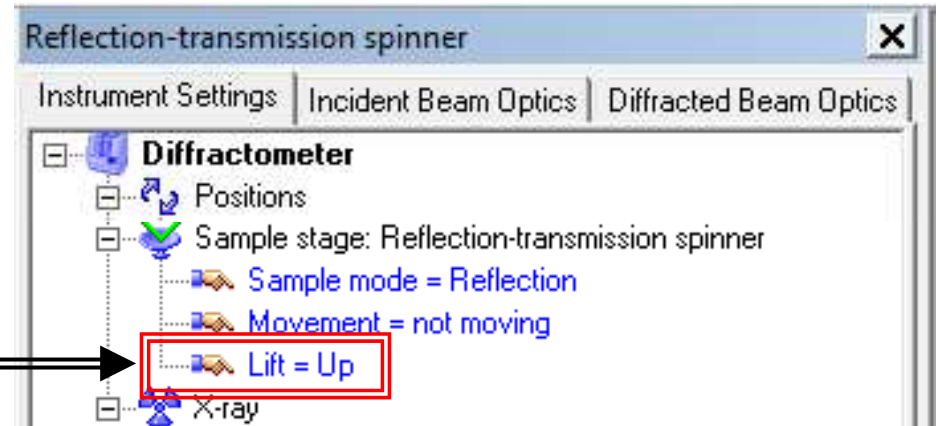 Reflection-transmission spinner
Instrument Settings Incident Beam Optics Diffracted Beam Optics
Diffractometer
Positions
Sample stage: Reflection-transmission spinner
Sample mode = Reflection
Movement = not moving
Lift = Up
X-ray